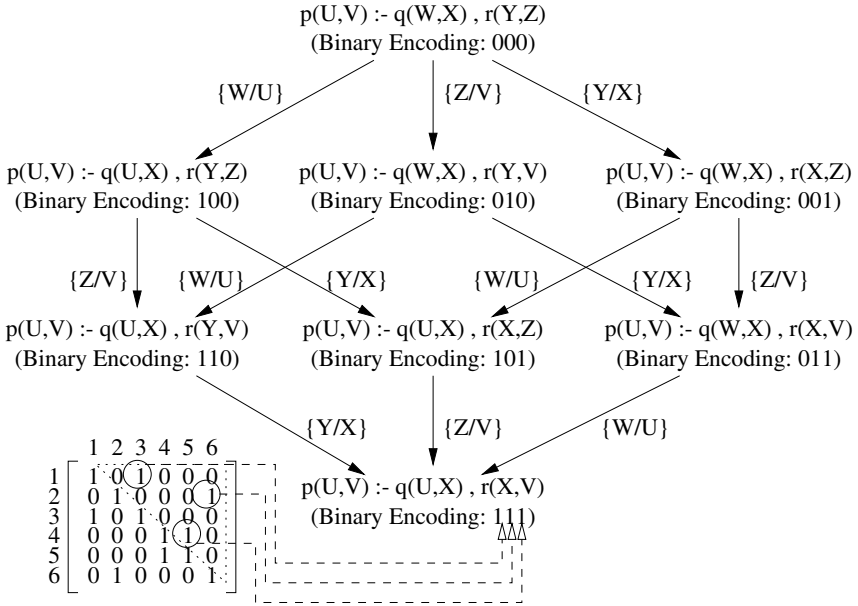 p(U,V) :- q(W,X) , r(Y,Z)
(Binary Encoding: 000)
{W/U} {Z/V} {Y/X}
p(U,V) :- q(U,X) , r(Y,Z) p(U,V) :- q(W,X) , r(Y,V) p(U,V) :- q(W,X) , r(X,Z)
(Binary Encoding: 100) (Binary Encoding: 010) (Binary Encoding: 001)
{Z/V} {W/U} {Y/X} {W/U} {Y/X} {Z/V}
p(U,V) :- q(U,X) , r(Y,V) p(U,V) :- q(U,X) , r(X,Z) p(U,V) :- q(W,X) , r(X,V)
(Binary Encoding: 110) (Binary Encoding: 101) (Binary Encoding: 011)
{Y/X} {Z/V} {W/U}
p(U,V) :- q(U,X) , r(X,V)
(Binary Encoding: 111)
1 2 3 4 5 6
1 1 0 1 0 0 0
2 0 1 0 0 0 1
3 1 0 1 0 0 0
4 0 0 0 1 1 0
5 0 0 0 1 1 0
6 0 1 0 0 0 1